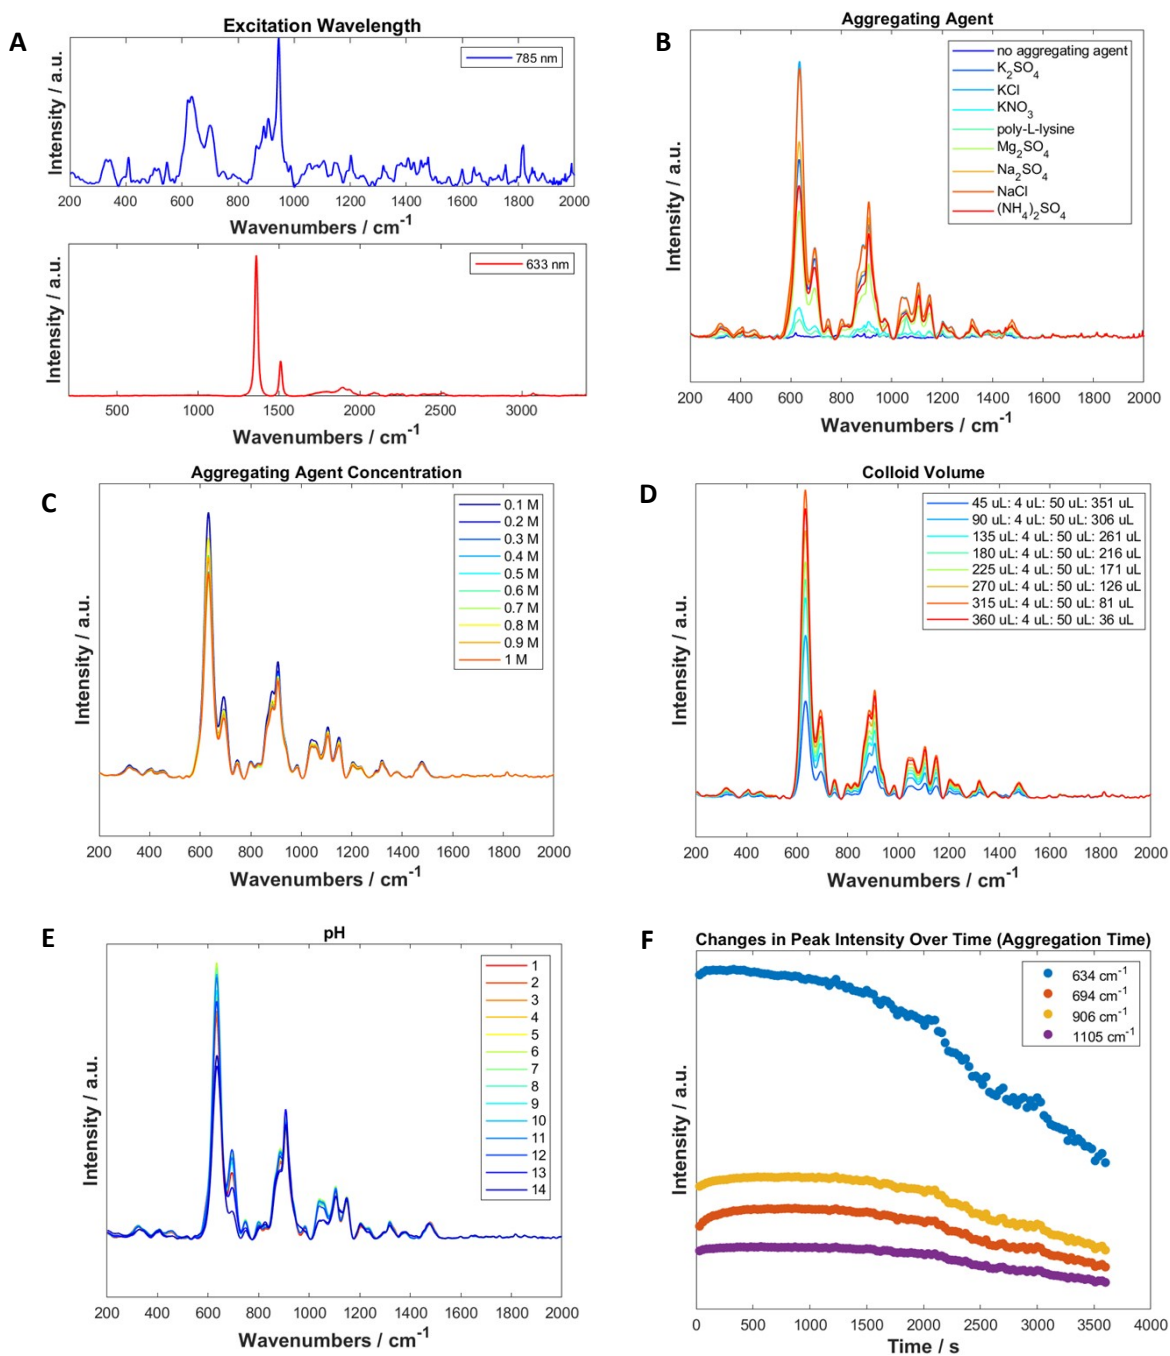 A
Excitation Wavelength
785 nm
Intensity / a.u.
200 400 600 800 1000 1200 1400 1600 1800 2000
Wavenumbers / cm-1
633 nm
Intensity / a.u.
500 1000 1500 2000 2500 3000
Wavenumbers / cm-1
B
Aggregating Agent
no aggregating agent
K2SO4
KCl
KNO3
poly-L-lysine
Mg2SO4
Na2SO4
NaCl
(NH4)2SO4
Intensity / a.u.
200 400 600 800 1000 1200 1400 1600 1800 2000
Wavenumbers / cm-1
C
Aggregating Agent Concentration
0.1 M
0.2 M
0.3 M
0.4 M
0.5 M
0.6 M
0.7 M
0.8 M
0.9 M
1 M
Intensity / a.u.
200 400 600 800 1000 1200 1400 1600 1800 2000
Wavenumbers / cm-1
D
Colloid Volume
45 uL: 4 uL: 50 uL: 351 uL
90 uL: 4 uL: 50 uL: 306 uL
135 uL: 4 uL: 50 uL: 261 uL
180 uL: 4 uL: 50 uL: 216 uL
225 uL: 4 uL: 50 uL: 171 uL
270 uL: 4 uL: 50 uL: 126 uL
315 uL: 4 uL: 50 uL: 81 uL
360 uL: 4 uL: 50 uL: 36 uL
Intensity / a.u.
200 400 600 800 1000 1200 1400 1600 1800 2000
Wavenumbers / cm-1
E
pH
1
2
3
4
5
6
7
8
9
10
11
12
13
14
Intensity / a.u.
200 400 600 800 1000 1200 1400 1600 1800 2000
Wavenumbers / cm-1
F
Changes in Peak Intensity Over Time (Aggregation Time)
634 cm-1
694 cm-1
906 cm-1
1105 cm-1
Intensity / a.u.
0 500 1000 1500 2000 2500 3000 3500 4000
Time / s